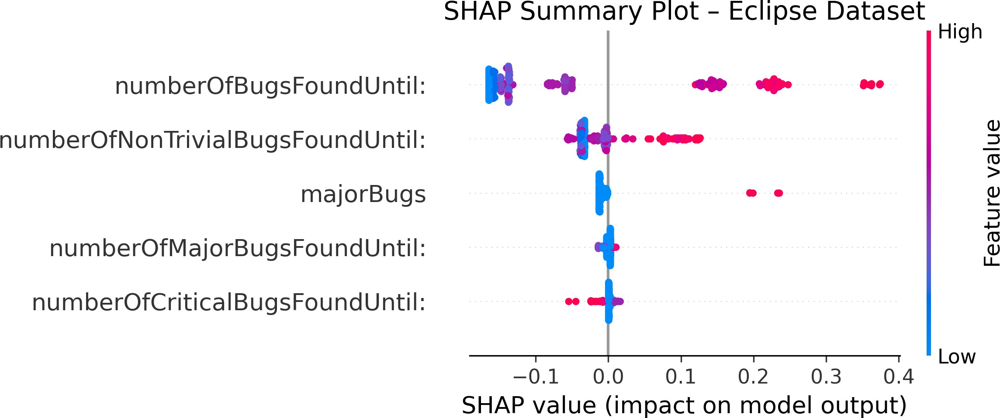 SHAP Summary Plot – Eclipse Dataset
High
numberOfBugsFoundUntil:
numberOfNonTrivialBugsFoundUntil:
majorBugs
numberOfMajorBugsFoundUntil:
numberOfCriticalBugsFoundUntil:
Feature value
Low
−0.1 0.0 0.1 0.2 0.3 0.4
SHAP value (impact on model output)